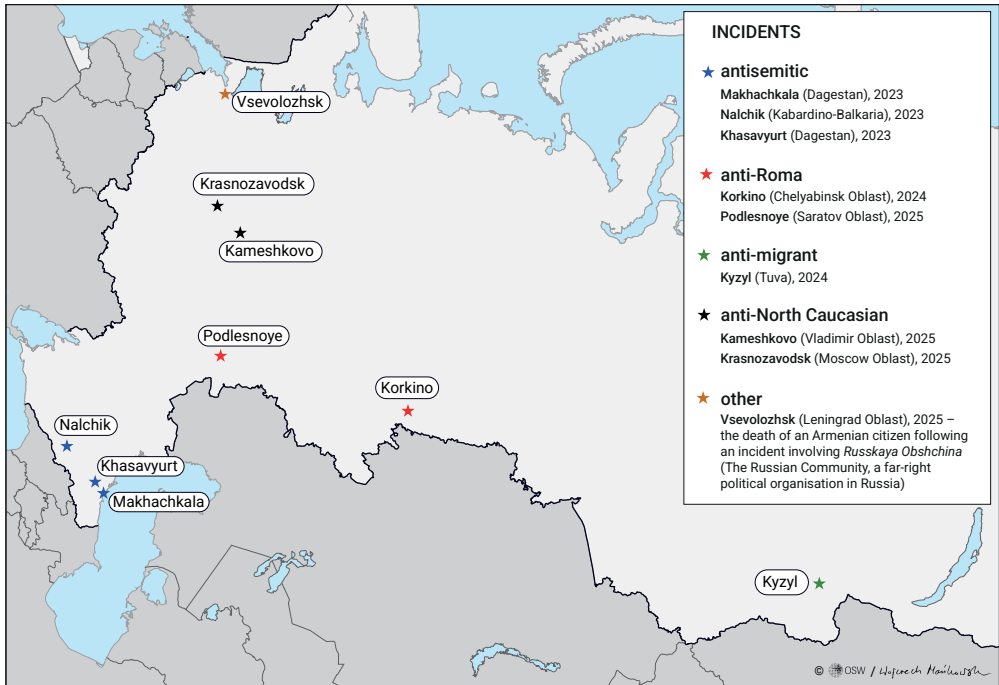 Vsevolozhsk
Krasnozavodsk
Kameshkovo
Podlesnoye
Korkino
Nalchik
Khasavyurt
Makhachkala
Kyzyl
INCIDENTS
antisemitic
Makhachkala (Dagestan), 2023
Nalchik (Kabardino-Balkaria), 2023
Khasavyurt (Dagestan), 2023
anti-Roma
Korkino (Chelyabinsk Oblast), 2024
Podlesnoye (Saratov Oblast), 2025
anti-migrant
Kyzyl (Tuva), 2024
anti-North Caucasian
Kameshkovo (Vladimir Oblast), 2025
Krasnozavodsk (Moscow Oblast), 2025
other
Vsevolozhsk (Leningrad Oblast), 2025 –
the death of an Armenian citizen following
an incident involving Russkaya Obshchina
(The Russian Community, a far-right
political organisation in Russia)
© OSW / Wojciech Mańkowski